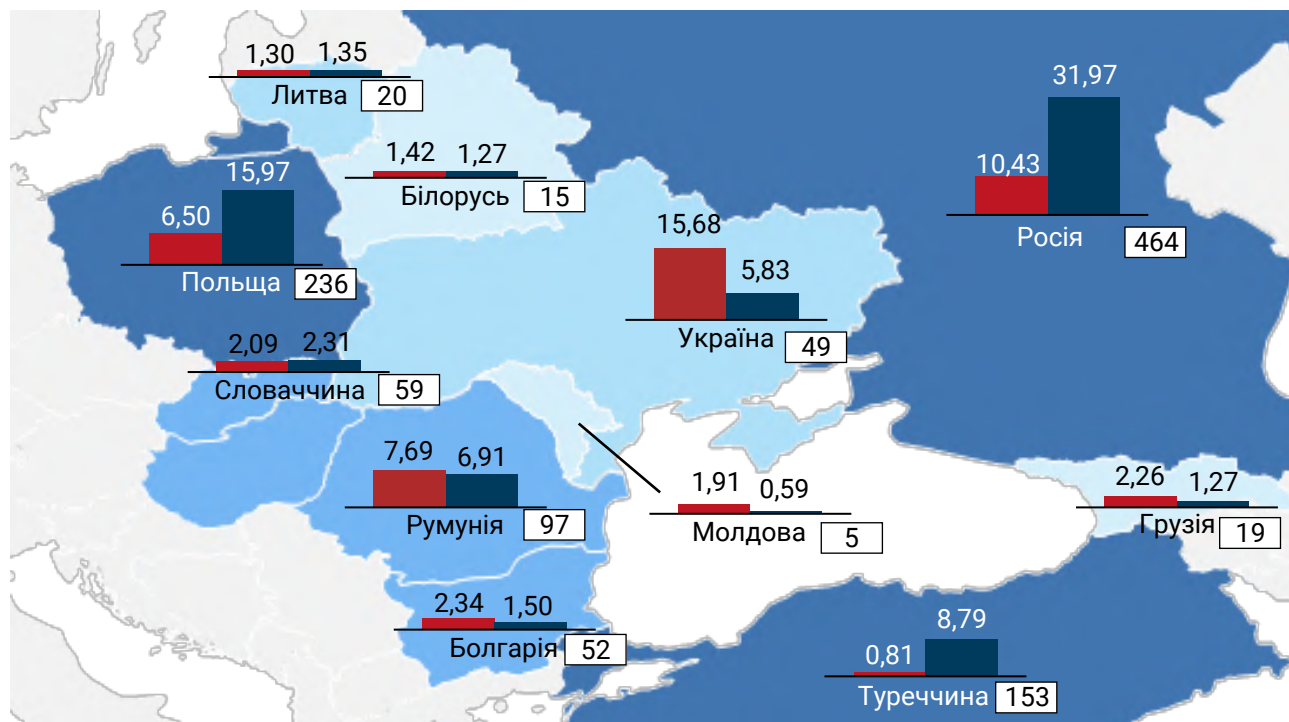 1,30 1,35
Литва 20
31,97
10,43
Росія 464
1,42 1,27
Білорусь 15
15,97
6,50
Польща 236
15,68
5,83
Україна 49
2,09 2,31
Словаччина 59
7,69 6,91
Румунія 97
1,91 0,59
Молдова 5
2,26 1,27
Грузія 19
2,34 1,50
Болгарія 52
8,79
0,81
Туреччина 153